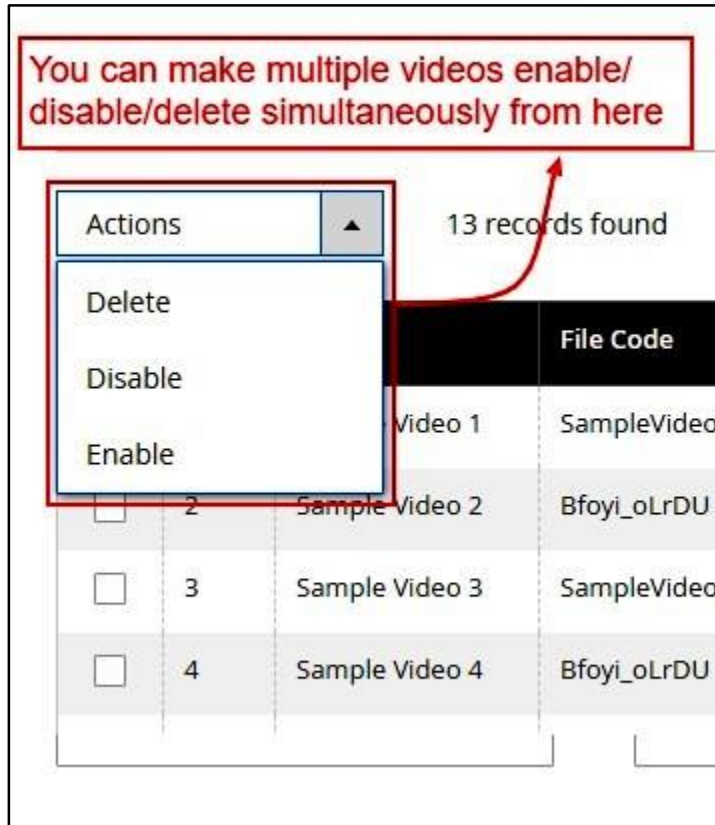 You can make multiple videos enable/
disable/delete simultaneously from here
Actions
13 records found
Delete
Disable
Enable
File Code
Video 1
SampleVideo
2
Sample Video 2
Bfoyi_oLrDU
3
Sample Video 3
SampleVideo
4
Sample Video 4
Bfoyi_oLrDU